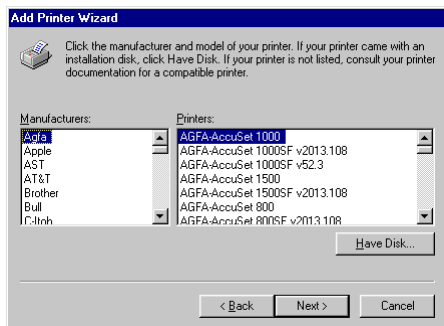 Add Printer Wizard
Click the manufacturer and model of your printer. If your printer came with an
installation disk, click Have Disk. If your printer is not listed, consult your printer
documentation for a compatible printer.
Manufacturers:
Agfa
Apple
AST
AT&T
Brother
Bull
C-Itoh
Printers:
AGFA-AccuSet 1000
AGFA-AccuSet 1000SF v2013.108
AGFA-AccuSet 1000SF v52.3
AGFA-AccuSet 1500
AGFA-AccuSet 1500SF v2013.108
AGFA-AccuSet 800
AGFA-AccuSet 800SF v2013.108
Have Disk...
< Back
Next >
Cancel